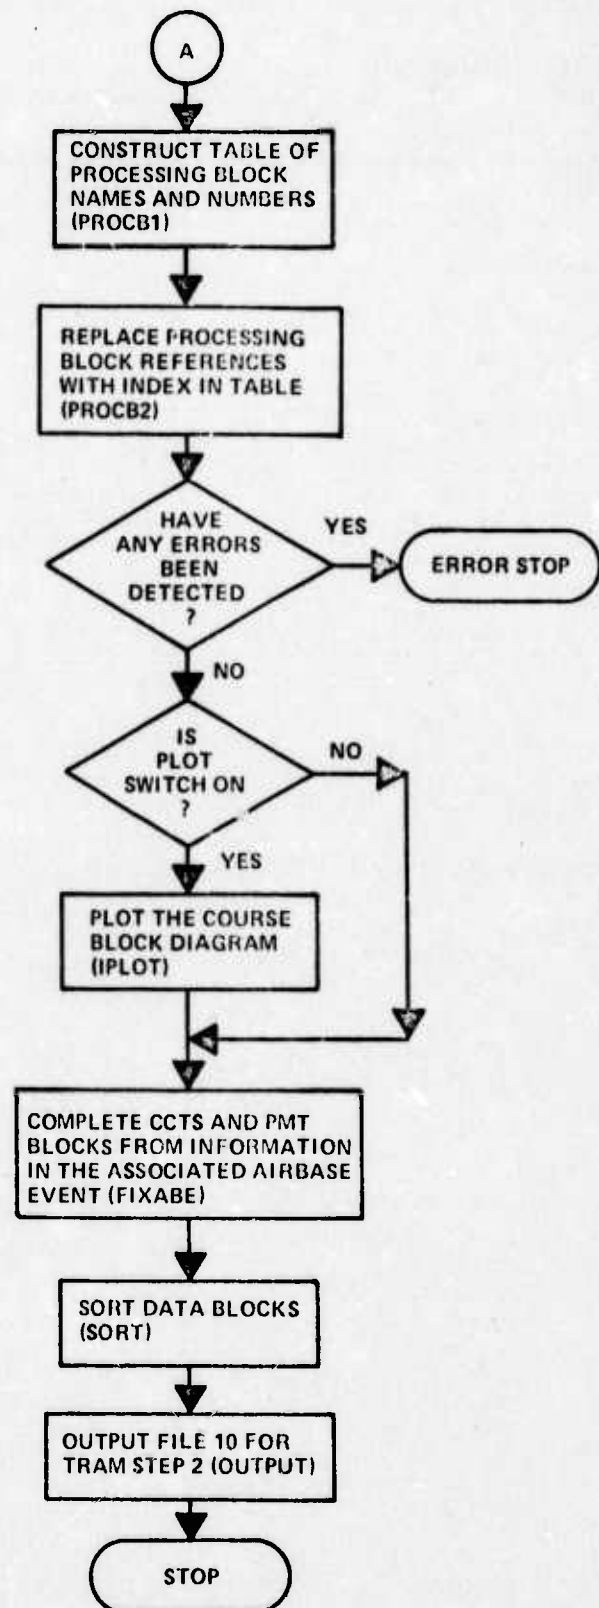 A
CONSTRUCT TABLE OF
PROCESSING BLOCK
NAMES AND NUMBERS
(PROCB1)
REPLACE PROCESSING
BLOCK REFERENCES
WITH INDEX IN TABLE
(PROCB2)
HAVE
ANY ERRORS
BEEN
DETECTED
?
YES
ERROR STOP
NO
IS
PLOT
SWITCH ON
?
NO
YES
PLOT THE COURSE
BLOCK DIAGRAM
(IPLOT)
COMPLETE CCTS AND PMT
BLOCKS FROM INFORMATION
IN THE ASSOCIATED AIRBASE
EVENT (FIXABE)
SORT DATA BLOCKS
(SORT)
OUTPUT FILE 10 FOR
TRAM STEP 2 (OUTPUT)
STOP